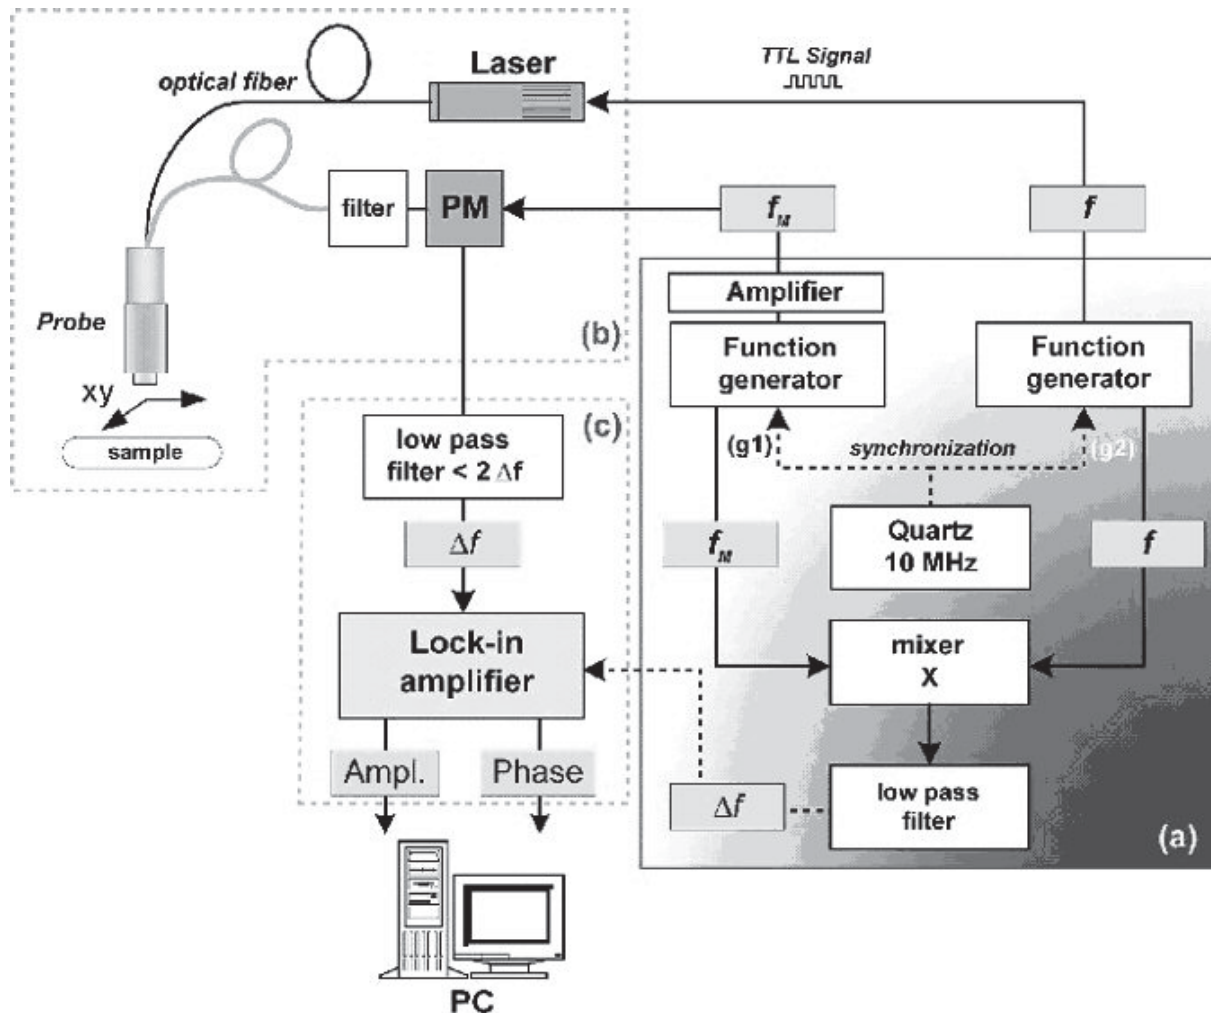 Laser
TTL Signal
optical fiber
filter
PM
f_M
f
Amplifier
Probe
(b)
Function
generator
Function
generator
xy
sample
(c)
low pass
filter < 2 Δf
(g1)
synchronization
(g2)
Δf
f_M
Quartz
10 MHz
f
Lock-in
amplifier
mixer
X
Ampl.
Phase
Δf
low pass
filter
(a)
PC